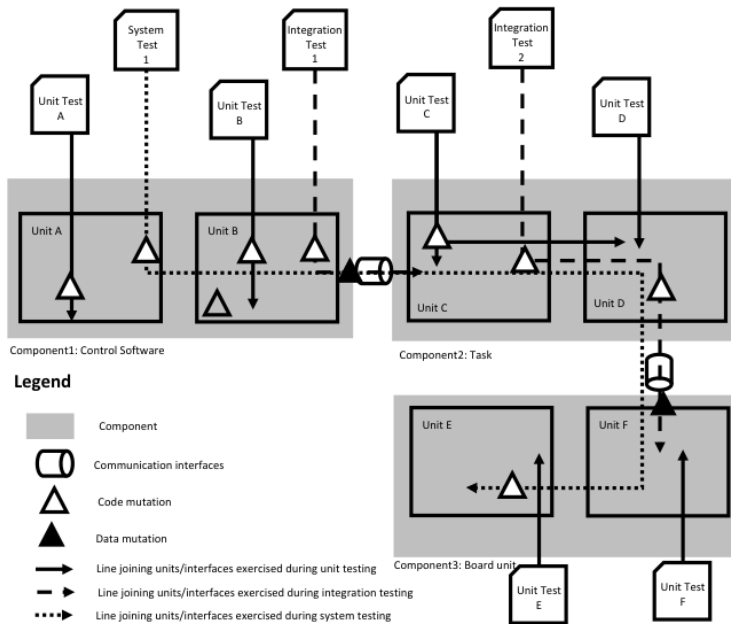 System
Test
1
Integration
Test
1
Integration
Test
2
Unit Test
A
Unit Test
B
Unit Test
C
Unit Test
D
Unit A
Unit B
Unit C
Unit D
Component1: Control Software
Component2: Task
Legend
Component
Communication interfaces
Code mutation
Data mutation
Line joining units/interfaces exercised during unit testing
Line joining units/interfaces exercised during integration testing
Line joining units/interfaces exercised during system testing
Unit E
Unit F
Component3: Board unit
Unit Test
E
Unit Test
F